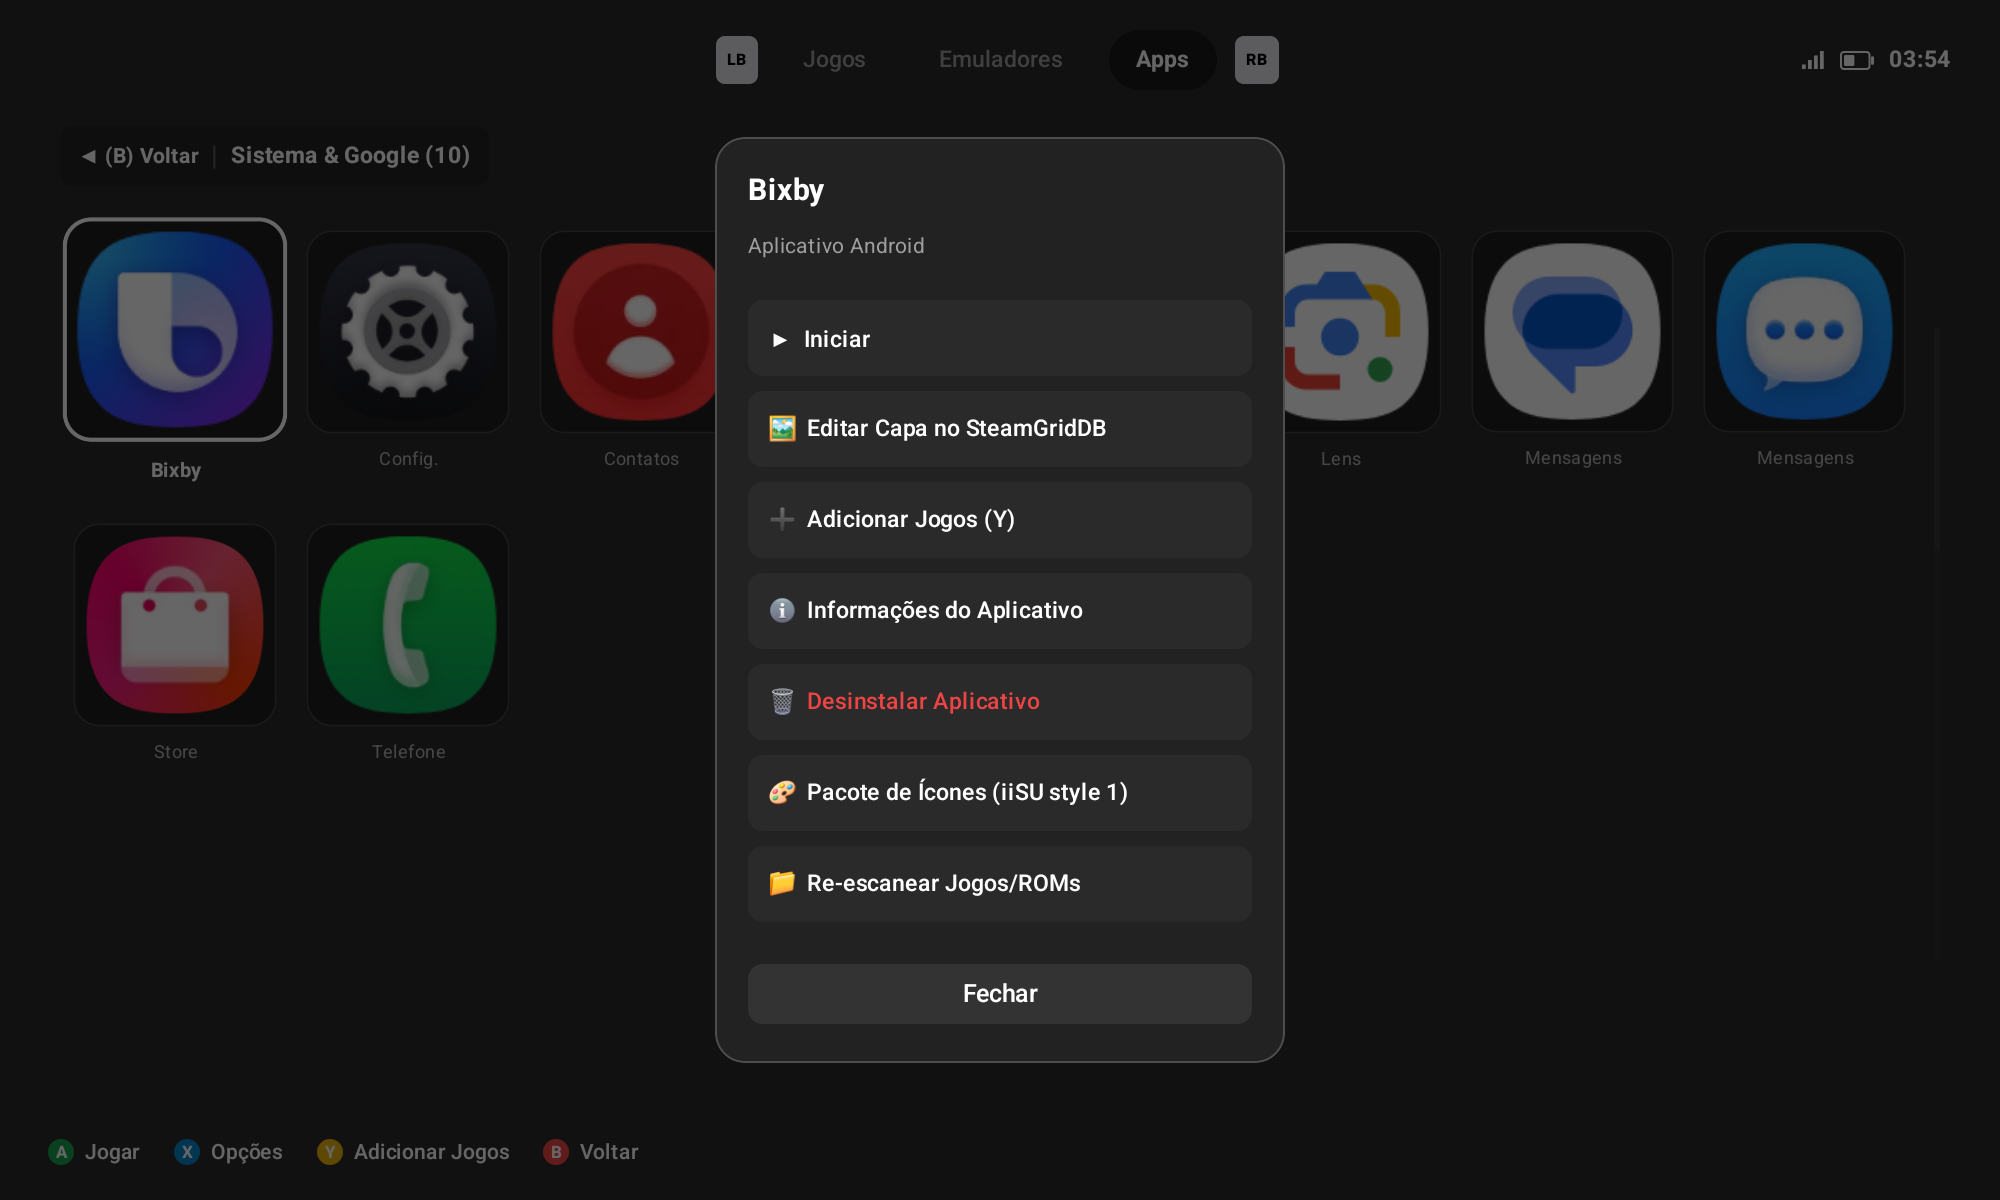 LB Jogos Emuladores Apps RB 03:54
◄ (B) Voltar | Sistema & Google (10)
Bixby
Config.
Contatos
Lens
Mensagens
Mensagens
Store
Telefone
Bixby
Aplicativo Android
► Iniciar
Editar Capa no SteamGridDB
Adicionar Jogos (Y)
Informações do Aplicativo
Desinstalar Aplicativo
Pacote de Ícones (iiSU style 1)
Re-escanear Jogos/ROMs
Fechar
A Jogar X Opções Y Adicionar Jogos B Voltar